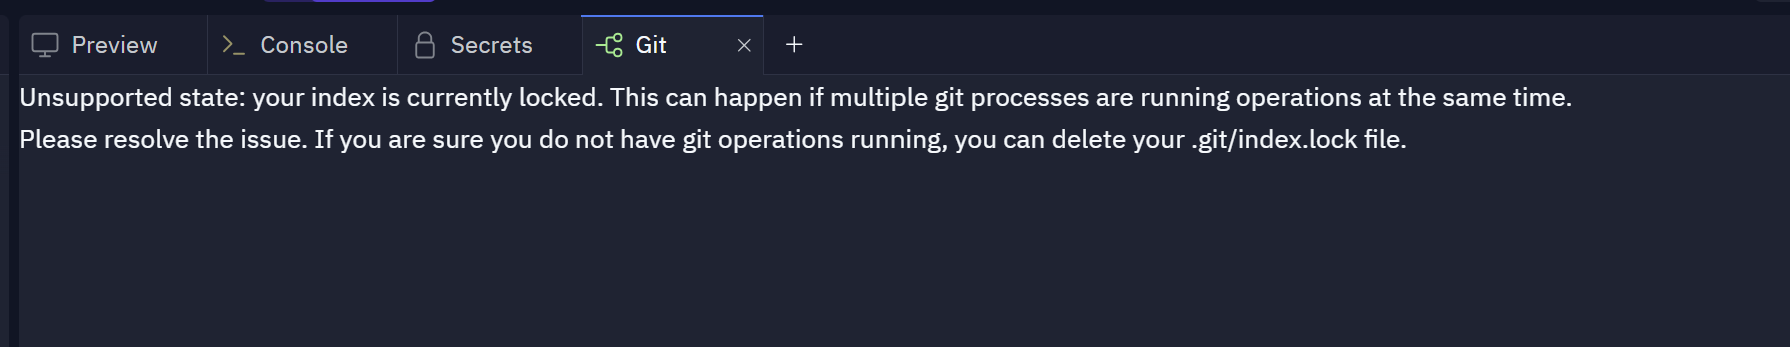 Preview
Console
Secrets
Git
Unsupported state: your index is currently locked. This can happen if multiple git processes are running operations at the same time.
Please resolve the issue. If you are sure you do not have git operations running, you can delete your .git/index.lock file.